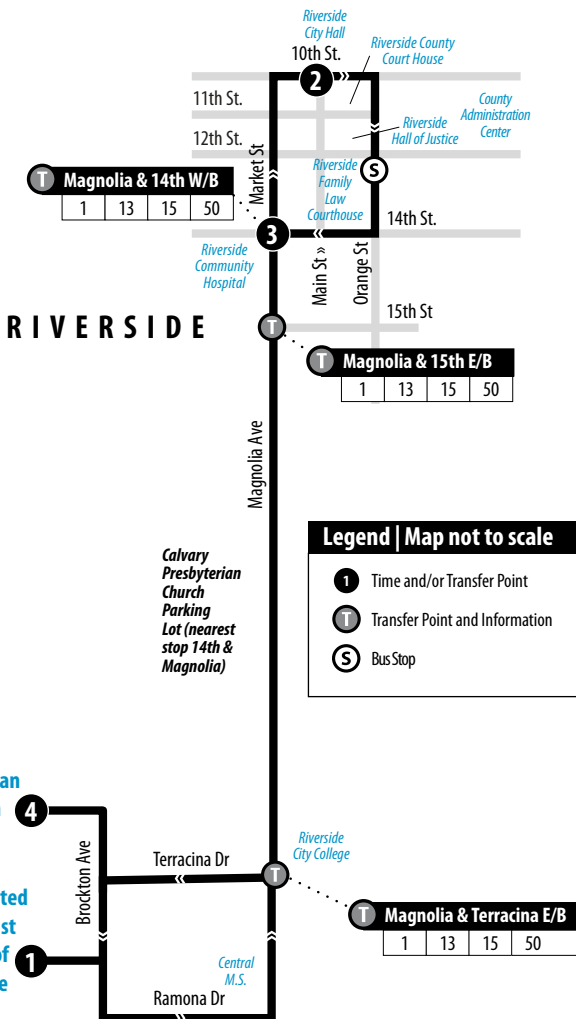 Riverside
City Hall
10th St.
Riverside County
Court House
2
11th St.
County
Administration
Center
12th St.
Riverside
Hall of Justice
Market St
T Magnolia & 14th W/B
1 13 15 50
Riverside
Family
Law
Courthouse
S
3
14th St.
Riverside
Community
Hospital
Main St »
Orange St
15th St
RIVERSIDE
T
T Magnolia & 15th E/B
1 13 15 50
Magnolia Ave
Legend | Map not to scale
1 Time and/or Transfer Point
T Transfer Point and Information
S Bus Stop
Calvary
Presbyterian
Church
Parking
Lot (nearest
stop 14th &
Magnolia)
4
Riverside
City College
Terracina Dr
T
Brockton Ave
T Magnolia & Terracina E/B
1 13 15 50
of
1
Central
M.S.
Ramona Dr